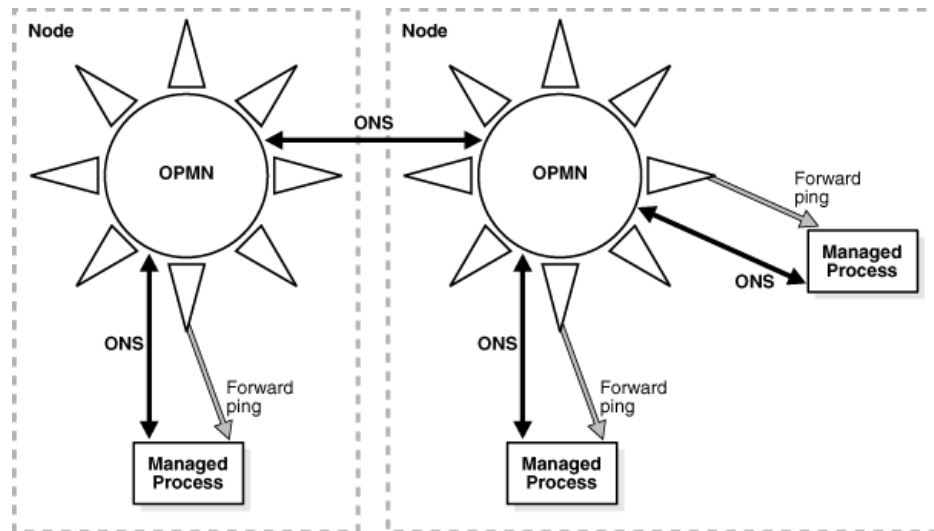 Node
Node
ONS
OPMN
OPMN
Forward
ping
Managed
Process
ONS
ONS
ONS
Forward
ping
Forward
ping
Managed
Process
Managed
Process